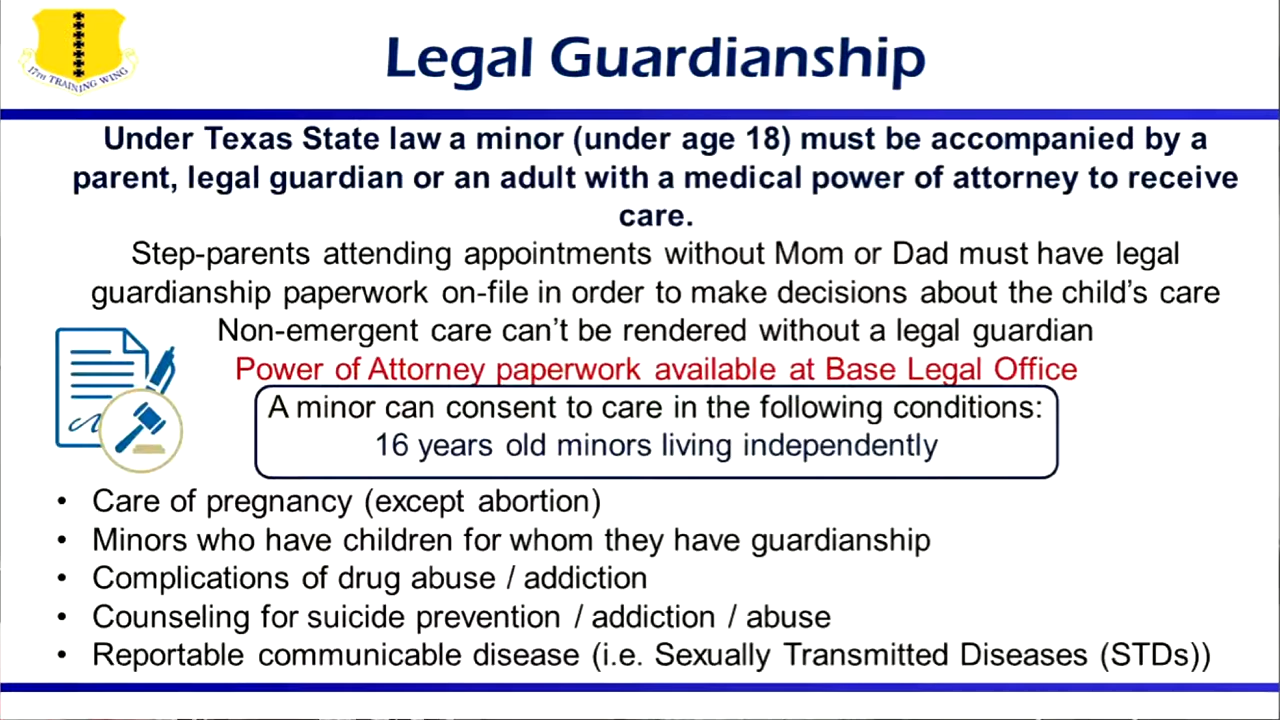 17TH TRAINING WING
Legal Guardianship
Under Texas State law a minor (under age 18) must be accompanied by a
parent, legal guardian or an adult with a medical power of attorney to receive
care.
Step-parents attending appointments without Mom or Dad must have legal
guardianship paperwork on-file in order to make decisions about the child's care
Non-emergent care can't be rendered without a legal guardian
Power of Attorney paperwork available at Base Legal Office
A minor can consent to care in the following conditions:
16 years old minors living independently
• Care of pregnancy (except abortion)
• Minors who have children for whom they have guardianship
• Complications of drug abuse / addiction
• Counseling for suicide prevention / addiction / abuse
• Reportable communicable disease (i.e. Sexually Transmitted Diseases (STDs))